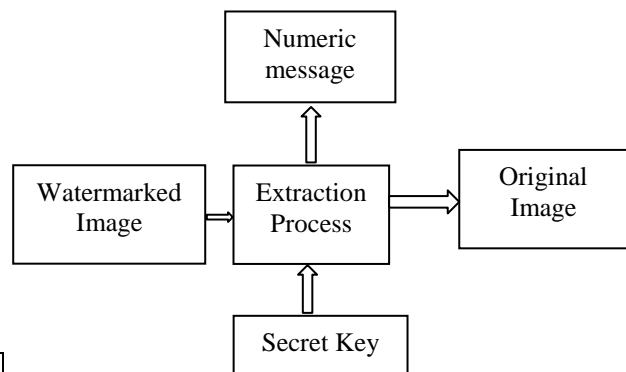 Numeric
message
Watermarked
Image
Extraction
Process
Original
Image
Secret Key